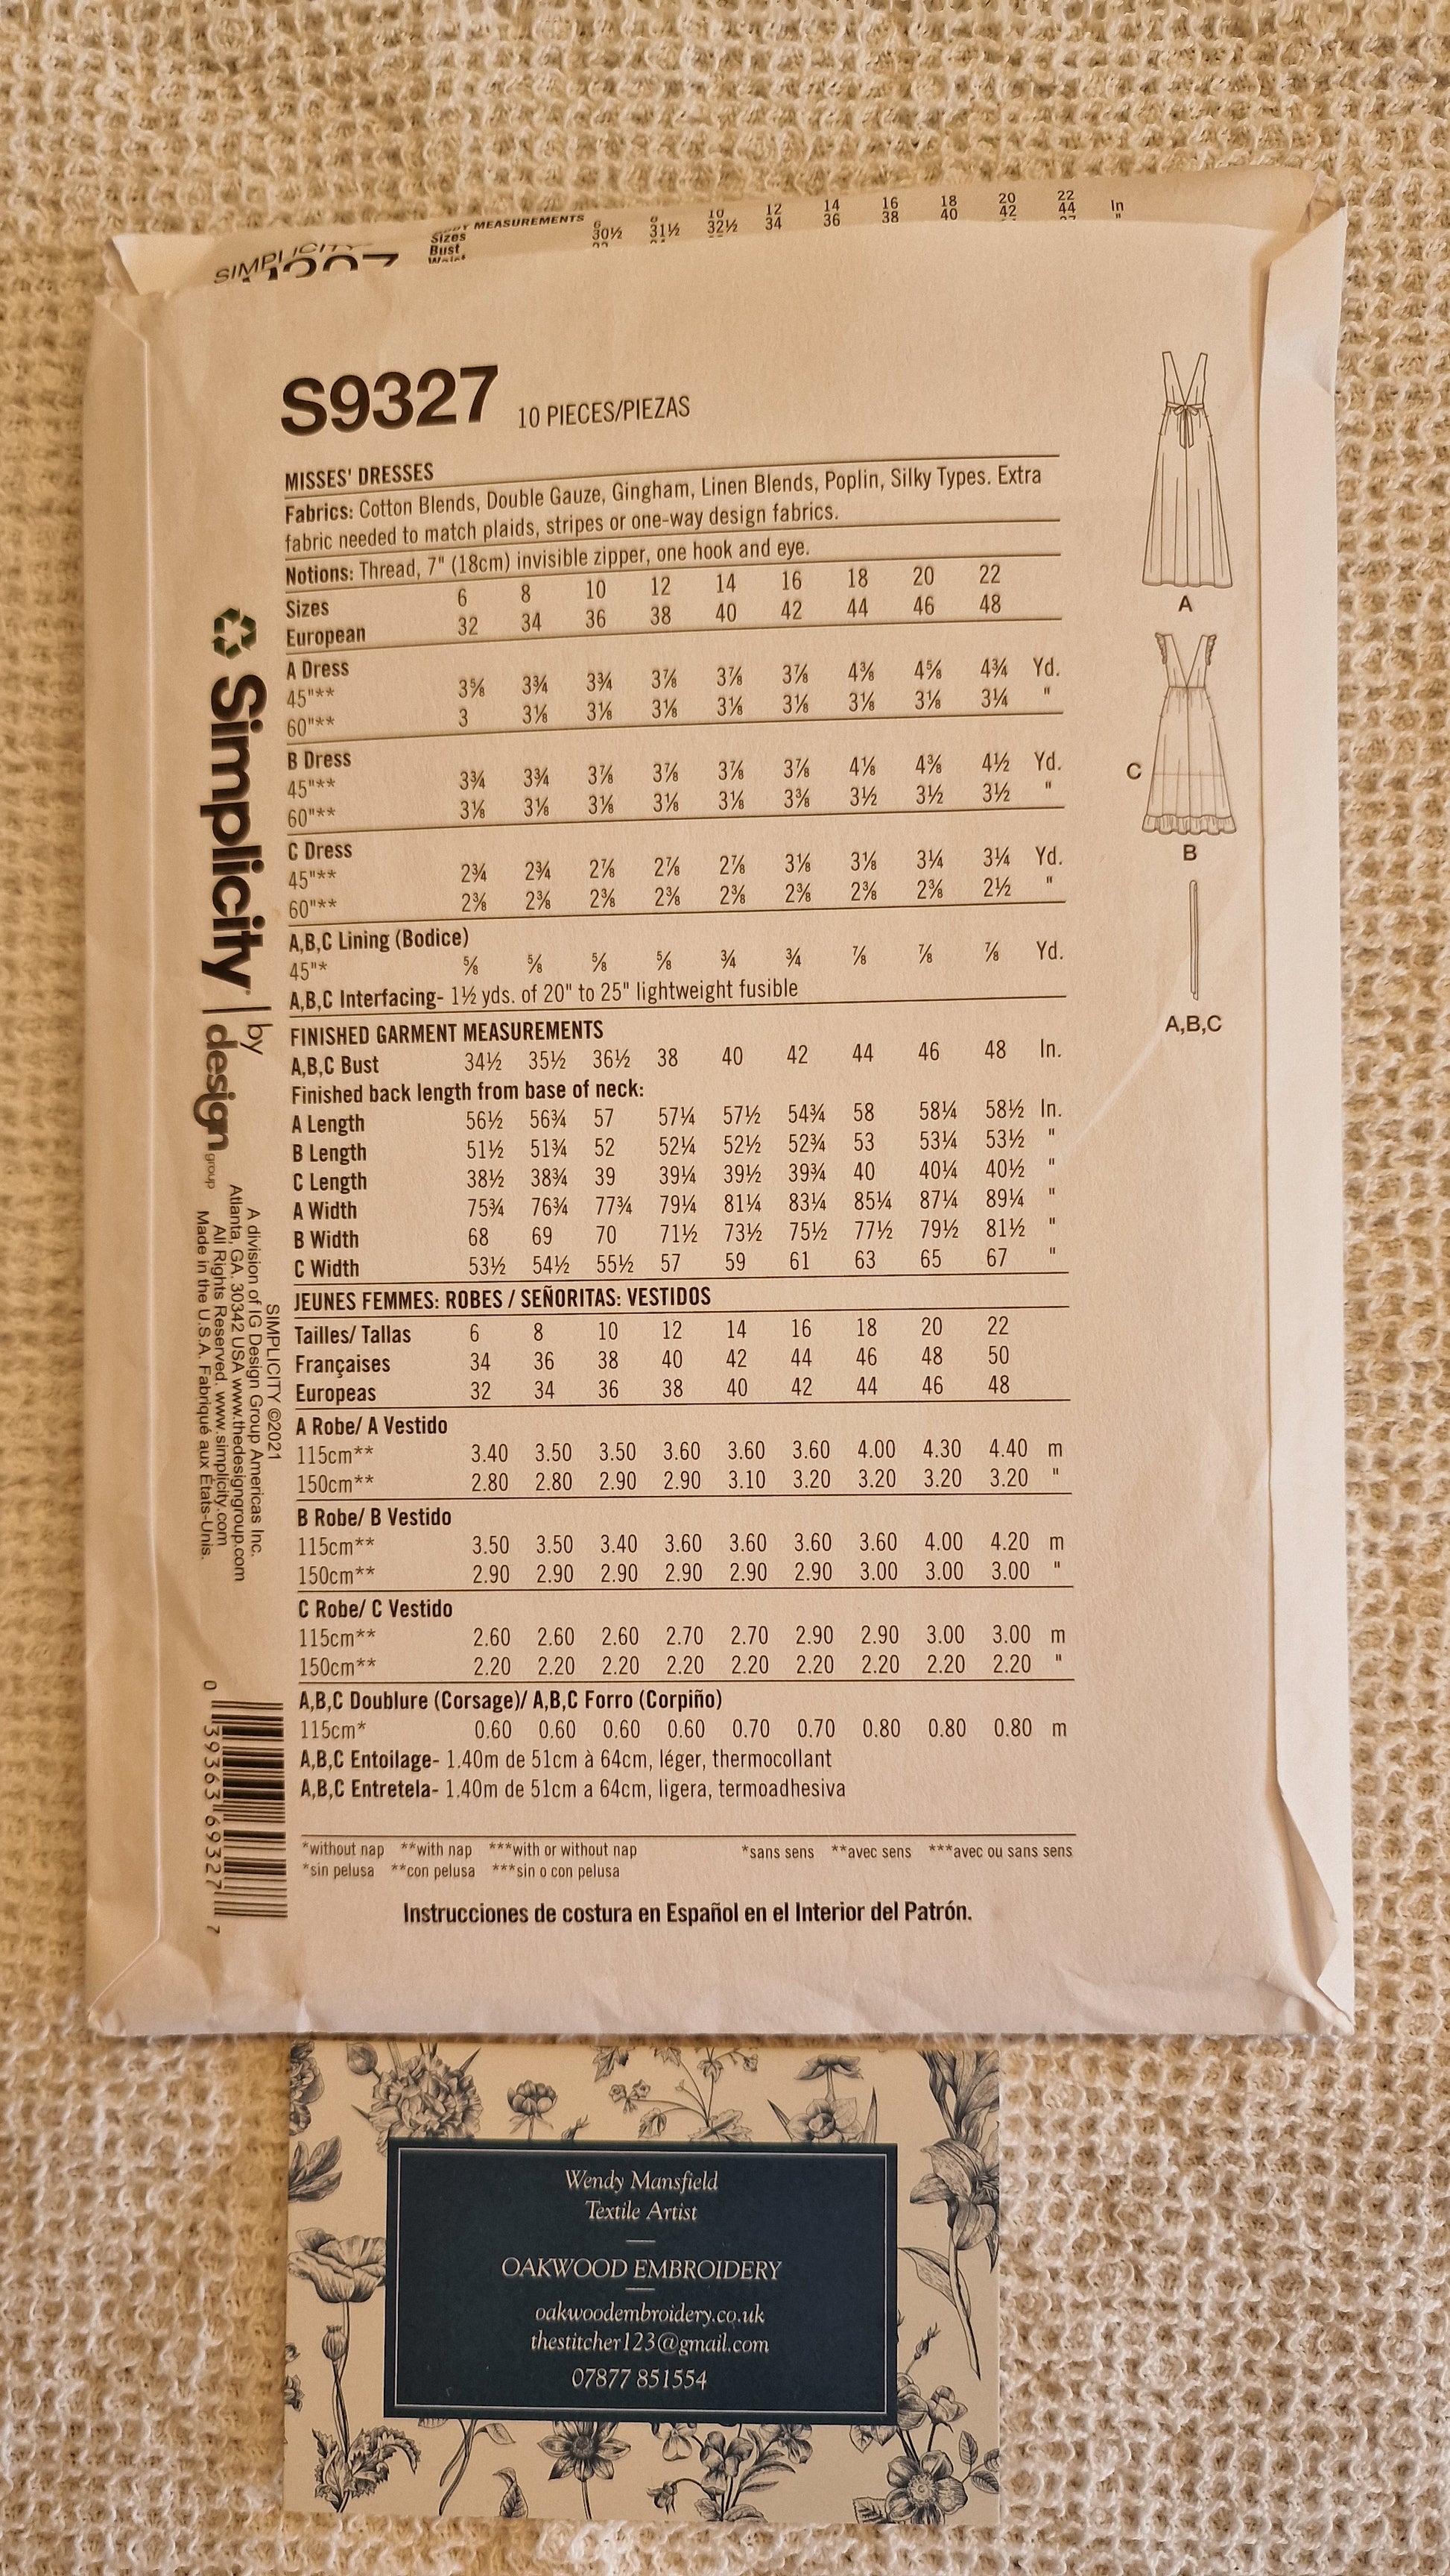 SIMPLICITY
MEASUREMENTS
Sizes 6 8 10 12 14 16 18 20 22 In
Bust 30½ 31½ 32½ 34 36 38 40 42 44 "
S9327 10 PIECES/PIEZAS
MISSES' DRESSES
Fabrics: Cotton Blends, Double Gauze, Gingham, Linen Blends, Poplin, Silky Types. Extra
fabric needed to match plaids, stripes or one-way design fabrics.
Notions: Thread, 7" (18cm) invisible zipper, one hook and eye.
Sizes 6 8 10 12 14 16 18 20 22
European 32 34 36 38 40 42 44 46 48
A Dress
45"** 3⅝ 3¾ 3¾ 3⅞ 3⅞ 3⅞ 4⅜ 4⅝ 4¾ Yd.
60"** 3 3⅛ 3⅛ 3⅛ 3⅛ 3⅛ 3⅛ 3⅛ 3¼ "
B Dress
45"** 3¾ 3¾ 3⅞ 3⅞ 3⅞ 3⅞ 4⅛ 4⅜ 4½ Yd.
60"** 3⅛ 3⅛ 3⅛ 3⅛ 3⅛ 3⅜ 3½ 3½ 3½ "
C Dress
45"** 2¾ 2¾ 2⅞ 2⅞ 2⅞ 3⅛ 3⅛ 3¼ 3¼ Yd.
60"** 2⅜ 2⅜ 2⅜ 2⅜ 2⅜ 2⅜ 2⅜ 2⅜ 2½ "
A,B,C Lining (Bodice)
45"* ⅝ ⅝ ⅝ ⅝ ¾ ¾ ⅞ ⅞ ⅞ Yd.
A,B,C Interfacing- 1½ yds. of 20" to 25" lightweight fusible
FINISHED GARMENT MEASUREMENTS
A,B,C Bust 34½ 35½ 36½ 38 40 42 44 46 48 In.
Finished back length from base of neck:
A Length 56½ 56¾ 57 57¼ 57½ 54¾ 58 58¼ 58½ In.
B Length 51½ 51¾ 52 52¼ 52½ 52¾ 53 53¼ 53½ "
C Length 38½ 38¾ 39 39¼ 39½ 39¾ 40 40¼ 40½ "
A Width 75¾ 76¾ 77¾ 79¼ 81¼ 83¼ 85¼ 87¼ 89¼ "
B Width 68 69 70 71½ 73½ 75½ 77½ 79½ 81½ "
C Width 53½ 54½ 55½ 57 59 61 63 65 67 "
JEUNES FEMMES: ROBES / SEÑORITAS: VESTIDOS
Tailles/ Tallas 6 8 10 12 14 16 18 20 22
Françaises 34 36 38 40 42 44 46 48 50
Europeas 32 34 36 38 40 42 44 46 48
A Robe/ A Vestido
115cm** 3.40 3.50 3.50 3.60 3.60 3.60 4.00 4.30 4.40 m
150cm** 2.80 2.80 2.90 2.90 3.10 3.20 3.20 3.20 3.20 "
B Robe/ B Vestido
115cm** 3.50 3.50 3.40 3.60 3.60 3.60 3.60 4.00 4.20 m
150cm** 2.90 2.90 2.90 2.90 2.90 2.90 3.00 3.00 3.00 "
C Robe/ C Vestido
115cm** 2.60 2.60 2.60 2.70 2.70 2.90 2.90 3.00 3.00 m
150cm** 2.20 2.20 2.20 2.20 2.20 2.20 2.20 2.20 2.20 "
A,B,C Doublure (Corsage)/ A,B,C Forro (Corpiño)
115cm* 0.60 0.60 0.60 0.60 0.70 0.70 0.80 0.80 0.80 m
A,B,C Entoilage- 1.40m de 51cm à 64cm, léger, thermocollant
A,B,C Entretela- 1.40m de 51cm a 64cm, ligera, termoadhesiva
*without nap **with nap ***with or without nap *sans sens **avec sens ***avec ou sans sens
*sin pelusa **con pelusa ***sin o con pelusa
Instrucciones de costura en Español en el Interior del Patrón.
A
C
B
A,B,C
Simplicity | by design group
SIMPLICITY ©2021
A division of IG Design Group Americas Inc.
Atlanta, GA. 30342 USA www.thedesigngroup.com
All Rights Reserved. www.simplicity.com
Made in the U.S.A. Fabriqué aux États-Unis.
0 39363 69327 7
Wendy Mansfield
Textile Artist
OAKWOOD EMBROIDERY
oakwoodembroidery.co.uk
thestitcher123@gmail.com
07877 851554